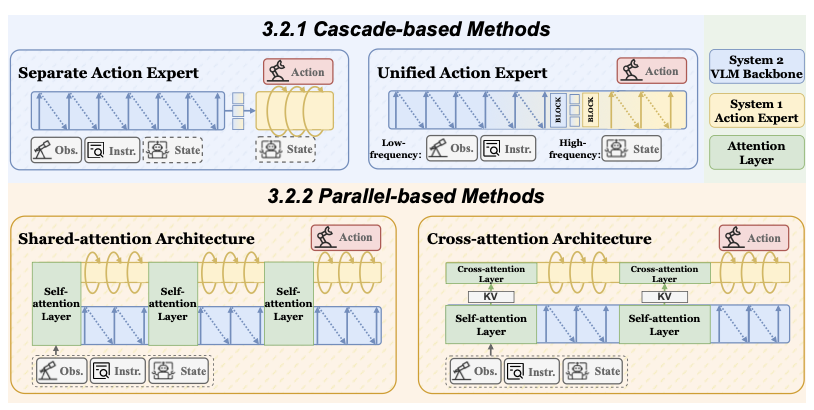 3.2.1 Cascade-based Methods
Separate Action Expert
Action
Obs.
Instr.
State
State
Unified Action Expert
Action
BLOCK
BLOCK
Low-
frequency:
Obs.
Instr.
High-
frequency:
State
System 2
VLM Backbone
System 1
Action Expert
Attention
Layer
3.2.2 Parallel-based Methods
Shared-attention Architecture
Action
Self-
attention
Layer
Self-
attention
Layer
Self-
attention
Layer
Obs.
Instr.
State
Cross-attention Architecture
Action
Cross-attention
Layer
Cross-attention
Layer
KV
KV
Self-attention
Layer
Self-attention
Layer
Obs.
Instr.
State